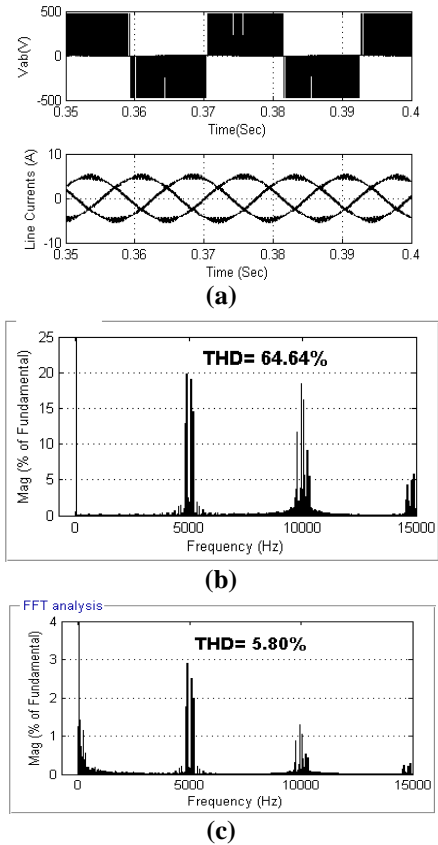 500
0
-500
Vab(V)
0.35 0.36 0.37 0.38 0.39 0.4
Time(Sec)
10
0
-10
Line Currents (A)
0.35 0.36 0.37 0.38 0.39 0.4
Time (Sec)
(a)
THD= 64.64%
25
20
15
10
5
0
Mag (% of Fundamental)
0 5000 10000 15000
Frequency (Hz)
(b)
FFT analysis
THD= 5.80%
4
3
2
1
0
Mag (% of Fundamental)
0 5000 10000 15000
Frequency (Hz)
(c)